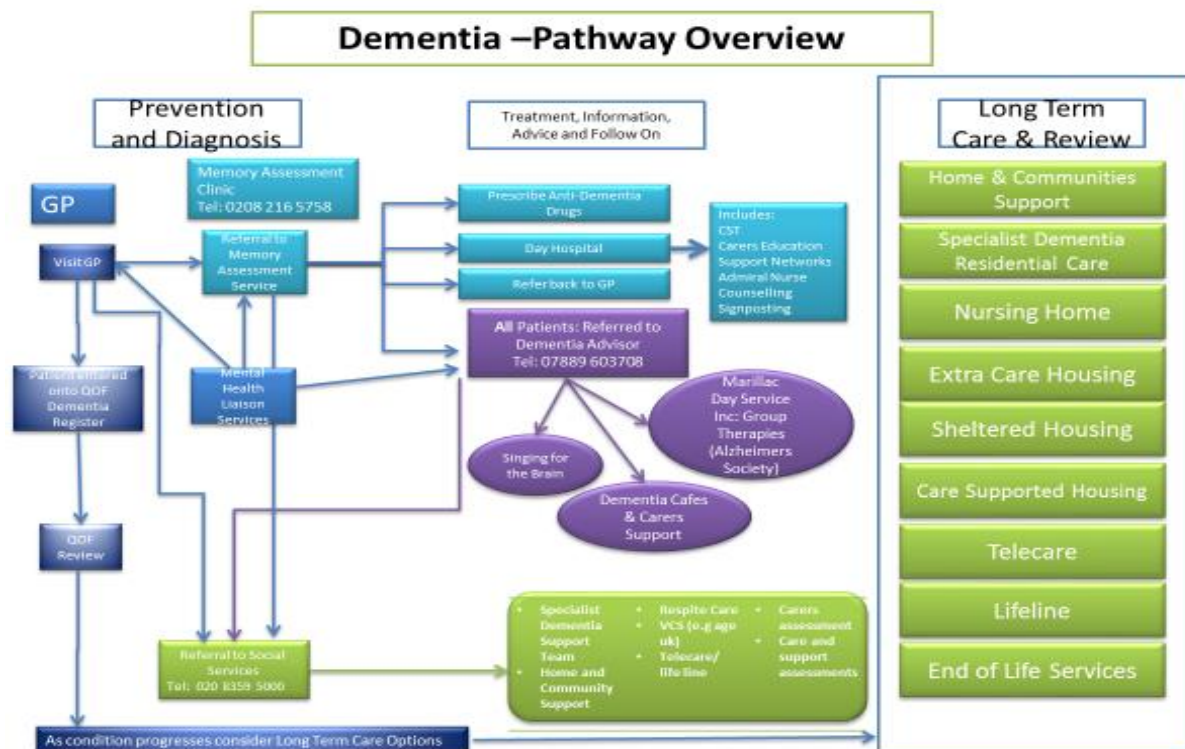 Dementia –Pathway Overview
Prevention
and Diagnosis
Treatment, Information,
Advice and Follow On
Long Term
Care & Review
GP
Memory Assessment
Clinic
Tel: 0208 216 5758
Visit GP
Referral to
Memory
Assessment
Service
Prescribe Anti-Dementia
Drugs
Day Hospital
Refer back to GP
Includes:
CST
Carers Education
Support Networks
Admiral Nurse
Counselling
Signposting
All Patients: Referred to
Dementia Advisor
Tel: 07889 603708
Patient entered
onto QOF
Dementia
Register
Mental
Health
Liaison
Services
Singing for
the Brain
Marillac
Day Service
Inc: Group
Therapies
(Alzheimers
Society)
Dementia Cafes
& Carers
Support
QOF
Review
Referral to Social
Services
Tel: 020 8359 5000
• Specialist
Dementia
Support
Team
• Home and
Community
Support
• Respite Care
• VCS (e.g age
uk)
• Telecare/
life line
• Carers
assessment
• Care and
support
assessments
As condition progresses consider Long Term Care Options
Home & Communities
Support
Specialist Dementia
Residential Care
Nursing Home
Extra Care Housing
Sheltered Housing
Care Supported Housing
Telecare
Lifeline
End of Life Services